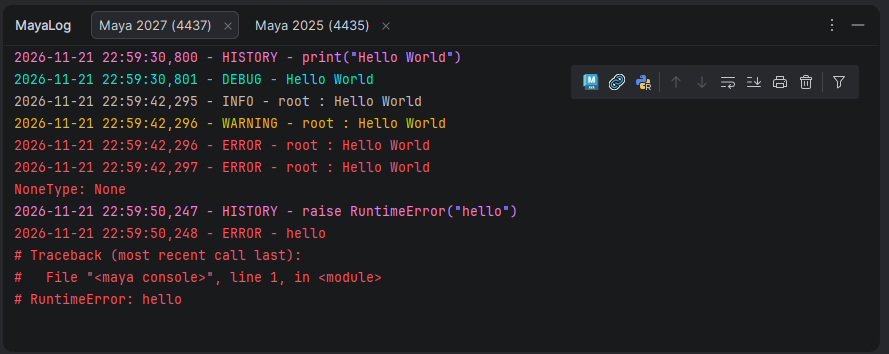 MayaLog Maya 2027 (4437) Maya 2025 (4435)
2026-11-21 22:59:30,800 - HISTORY - print("Hello World")
2026-11-21 22:59:30,801 - DEBUG - Hello World
2026-11-21 22:59:42,295 - INFO - root : Hello World
2026-11-21 22:59:42,296 - WARNING - root : Hello World
2026-11-21 22:59:42,296 - ERROR - root : Hello World
2026-11-21 22:59:42,297 - ERROR - root : Hello World
NoneType: None
2026-11-21 22:59:50,247 - HISTORY - raise RuntimeError("hello")
2026-11-21 22:59:50,248 - ERROR - hello
# Traceback (most recent call last):
#   File "<maya console>", line 1, in <module>
# RuntimeError: hello